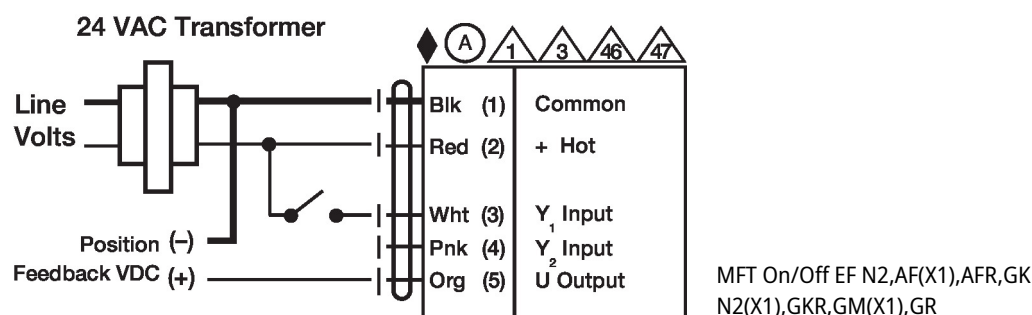 24 VAC Transformer
A 1 3 46 47
Line Volts
Blk (1) Common
Red (2) + Hot
Wht (3) Y1 Input
Pnk (4) Y2 Input
Org (5) U Output
Position (-)
Feedback VDC (+)
MFT On/Off EF N2,AF(X1),AFR,GK
N2(X1),GKR,GM(X1),GR